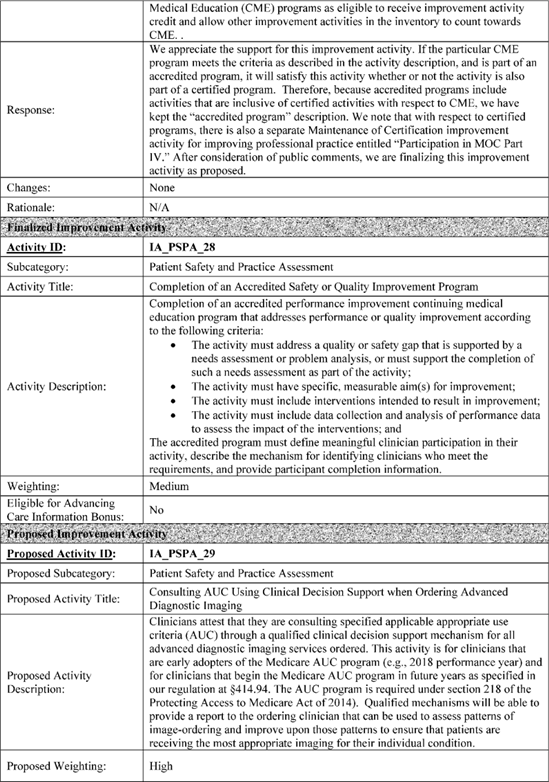 Medical Education (CME) programs as eligible to receive improvement activity
credit and allow other improvement activities in the inventory to count towards
CME. .
Response:
We appreciate the support for this improvement activity. If the particular CME
program meets the criteria as described in the activity description, and is part of an
accredited program, it will satisfy this activity whether or not the activity is also
part of a certified program.  Therefore, because accredited programs include
activities that are inclusive of certified activities with respect to CME, we have
kept the “accredited program” description. We note that with respect to certified
programs, there is also a separate Maintenance of Certification improvement
activity for improving professional practice entitled “Participation in MOC Part
IV.” After consideration of public comments, we are finalizing this improvement
activity as proposed.
Changes:
None
Rationale:
N/A
Finalized Improvement Activity
Activity ID:
IA_PSPA_28
Subcategory:
Patient Safety and Practice Assessment
Activity Title:
Completion of an Accredited Safety or Quality Improvement Program
Activity Description:
Completion of an accredited performance improvement continuing medical
education program that addresses performance or quality improvement according
to the following criteria:
• The activity must address a quality or safety gap that is supported by a
needs assessment or problem analysis, or must support the completion of
such a needs assessment as part of the activity;
• The activity must have specific, measurable aim(s) for improvement;
• The activity must include interventions intended to result in improvement;
• The activity must include data collection and analysis of performance data
to assess the impact of the interventions; and
The accredited program must define meaningful clinician participation in their
activity, describe the mechanism for identifying clinicians who meet the
requirements, and provide participant completion information.
Weighting:
Medium
Eligible for Advancing
Care Information Bonus:
No
Proposed Improvement Activity
Proposed Activity ID:
IA_PSPA_29
Proposed Subcategory:
Patient Safety and Practice Assessment
Proposed Activity Title:
Consulting AUC Using Clinical Decision Support when Ordering Advanced
Diagnostic Imaging
Proposed Activity
Description:
Clinicians attest that they are consulting specified applicable appropriate use
criteria (AUC) through a qualified clinical decision support mechanism for all
advanced diagnostic imaging services ordered. This activity is for clinicians that
are early adopters of the Medicare AUC program (e.g., 2018 performance year) and
for clinicians that begin the Medicare AUC program in future years as specified in
our regulation at §414.94. The AUC program is required under section 218 of the
Protecting Access to Medicare Act of 2014).  Qualified mechanisms will be able to
provide a report to the ordering clinician that can be used to assess patterns of
image-ordering and improve upon those patterns to ensure that patients are
receiving the most appropriate imaging for their individual condition.
Proposed Weighting:
High